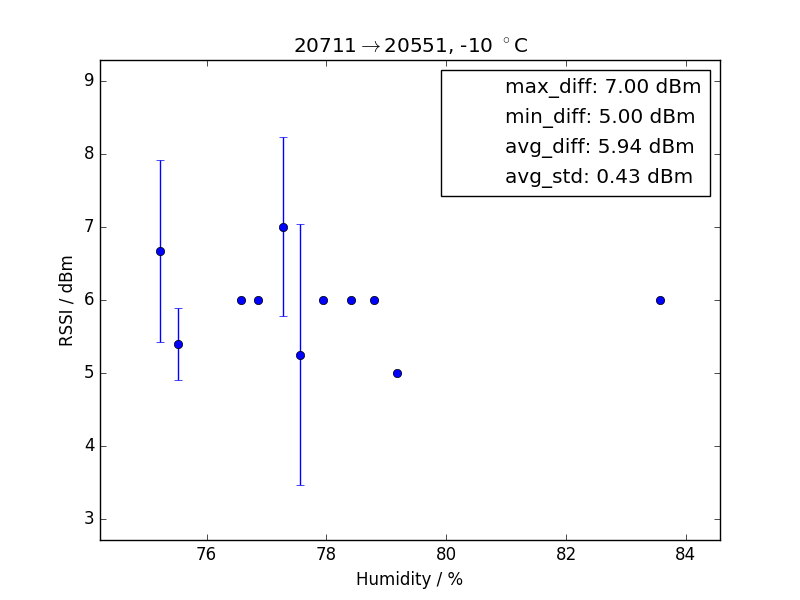 20711→20551, -10 °C
max_diff: 7.00 dBm
min_diff: 5.00 dBm
avg_diff: 5.94 dBm
avg_std: 0.43 dBm
9
8
7
6
5
4
3
RSSI / dBm
76 78 80 82 84
Humidity / %